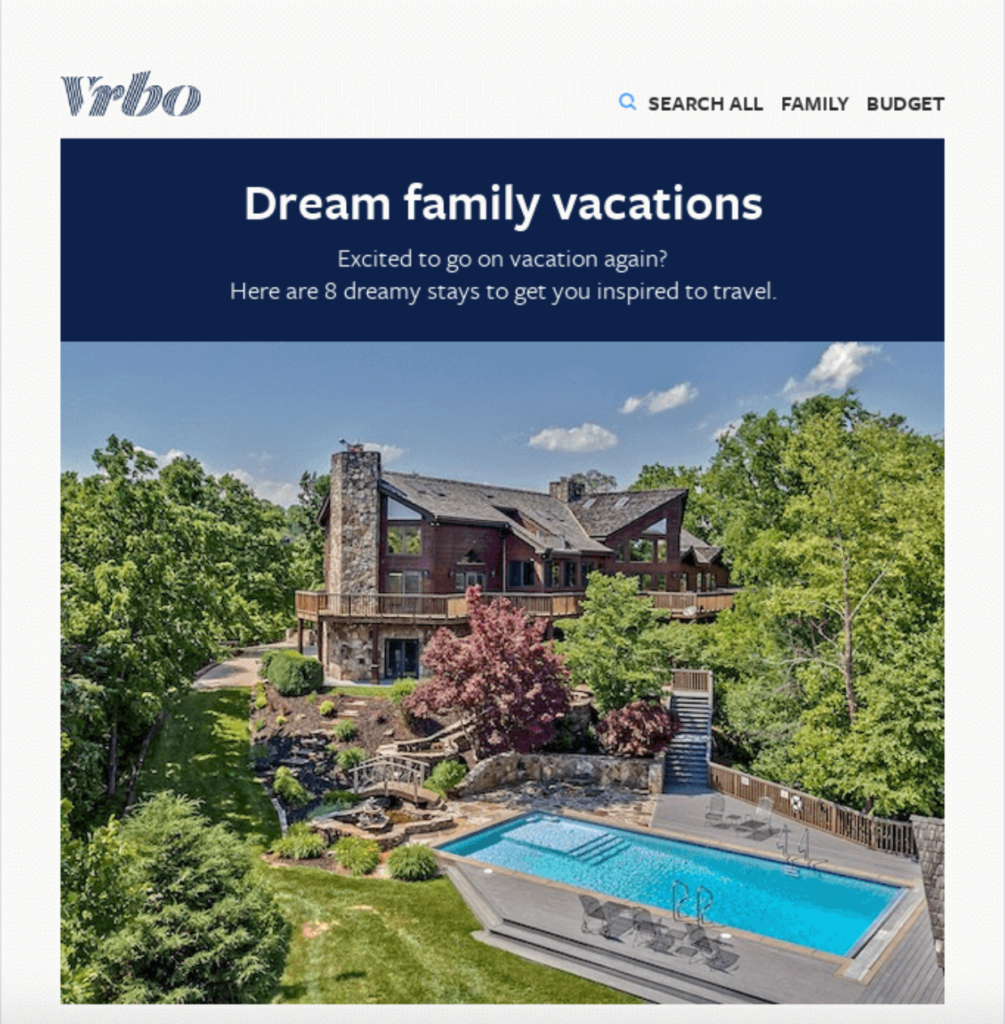 Vrbo
SEARCH ALL FAMILY BUDGET
Dream family vacations
Excited to go on vacation again?
Here are 8 dreamy stays to get you inspired to travel.